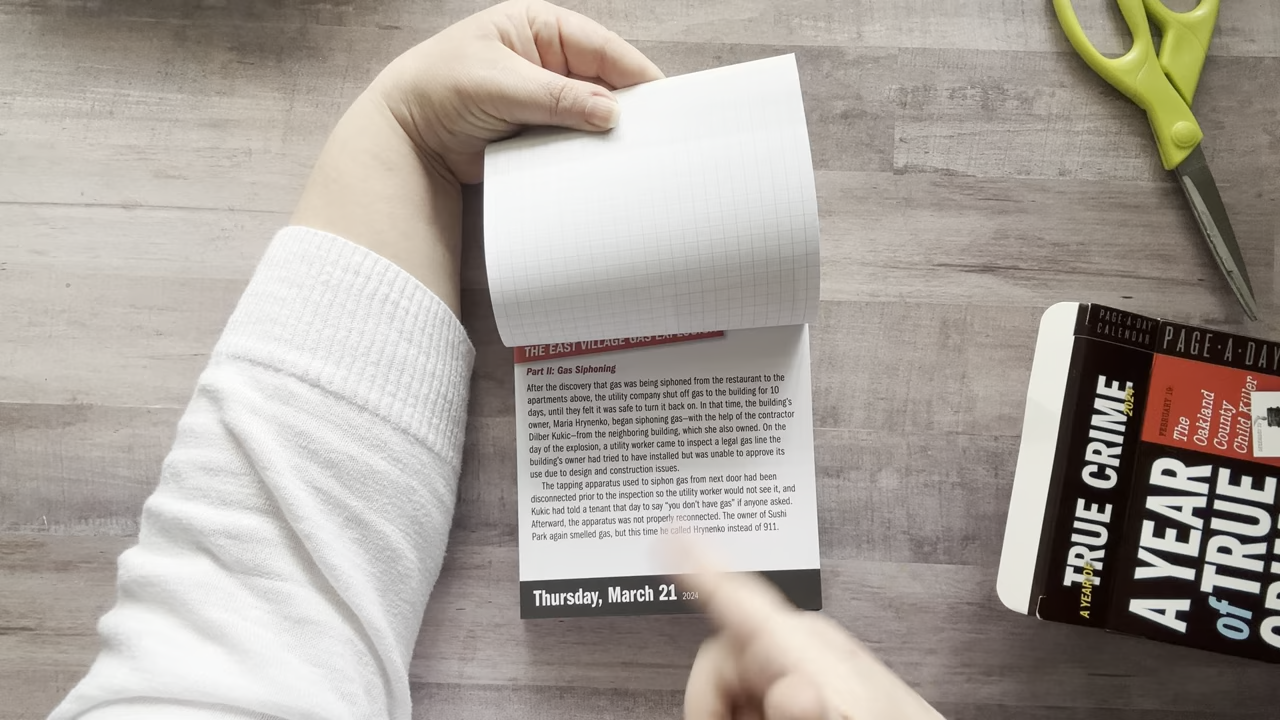 THE EAST VILLAGE GAS EXPLOSION
Part II: Gas Siphoning
After the discovery that gas was being siphoned from the restaurant to the
apartments above, the utility company shut off gas to the building for 10
days, until they felt it was safe to turn it back on. In that time, the building's
owner, Maria Hrynenko, began siphoning gas—with the help of the contractor
Dilber Kukic—from the neighboring building, which she also owned. On the
day of the explosion, a utility worker came to inspect a legal gas line the
building's owner had tried to have installed but was unable to approve its
use due to design and construction issues.
The tapping apparatus used to siphon gas from next door had been
disconnected prior to the inspection so the utility worker would not see it, and
Kukic had told a tenant that day to say “you don't have gas” if anyone asked.
Afterward, the apparatus was not properly reconnected. The owner of Sushi
Park again smelled gas, but this time he called Hrynenko instead of 911.
Thursday, March 21 2024
PAGE-A-DAY
CALENDAR
PAGE-A-DAY
A YEAR OF
TRUE CRIME
2024
FEBRUARY 19:
The
Oakland
County
Child Killer
A YEAR
of TRUE